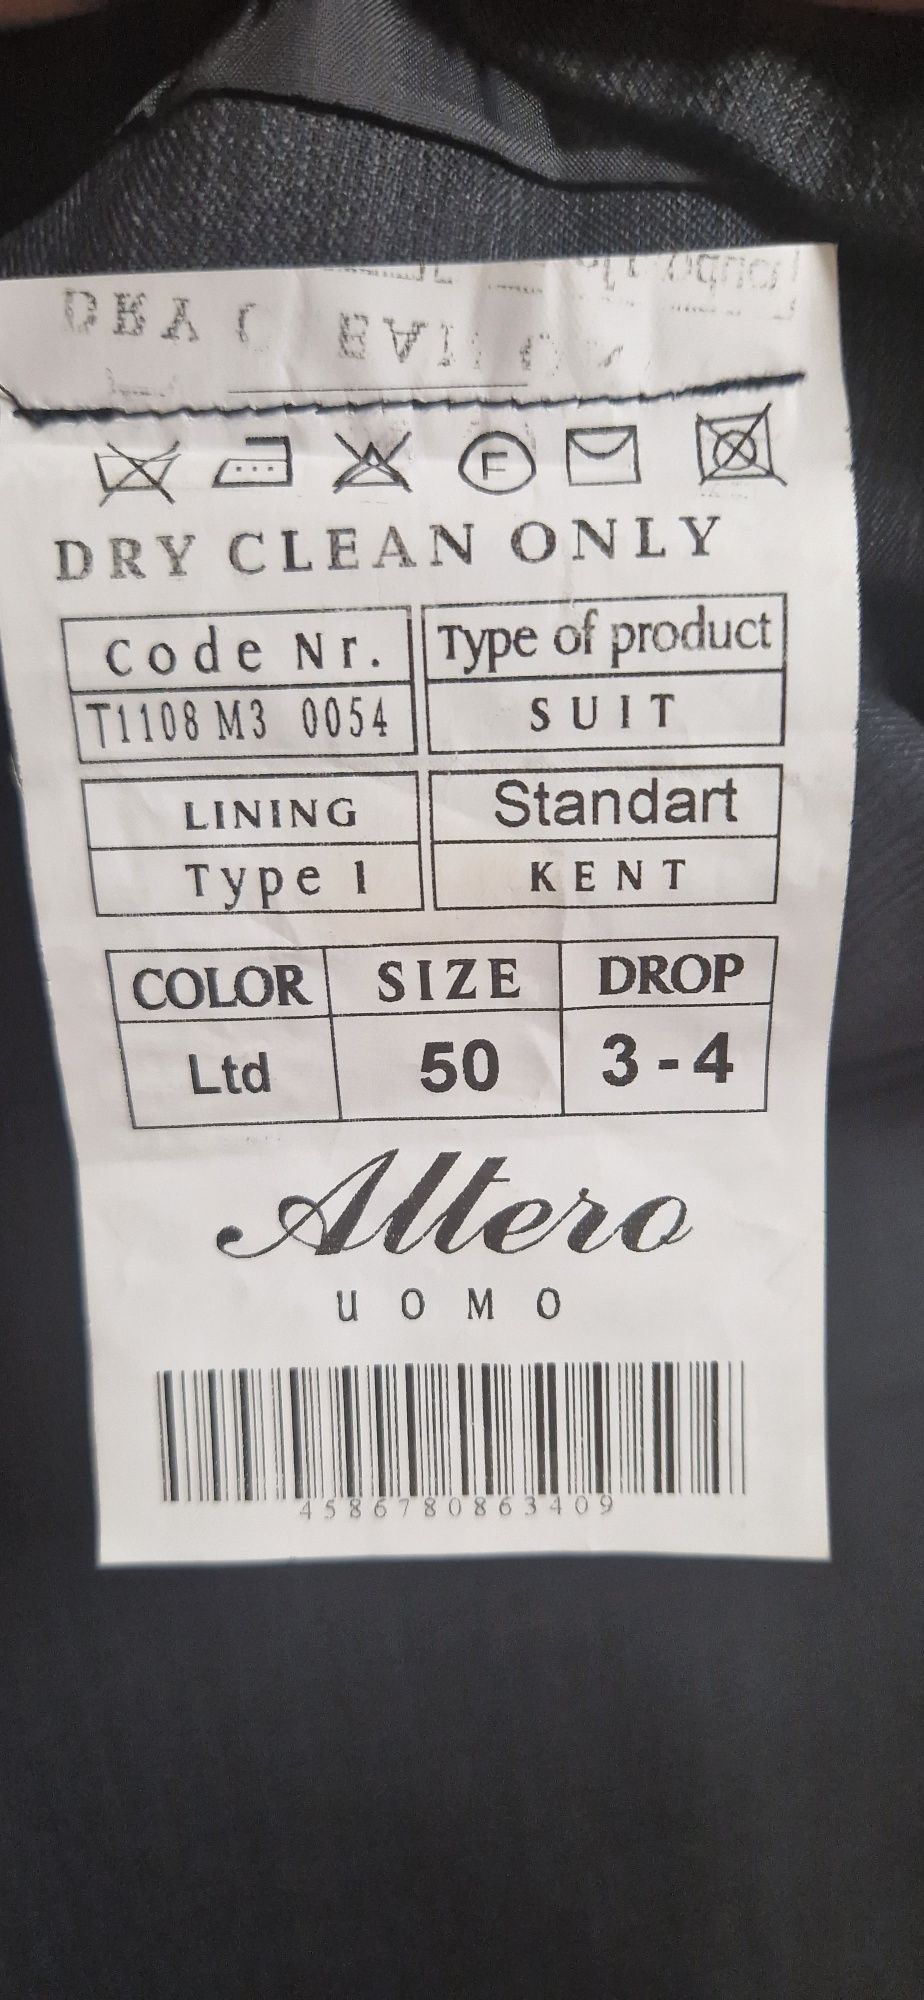 F
DRY CLEAN ONLY
Code Nr.
Type of product
T1108 M3 0054
SUIT
LINING
Standart
Type 1
KENT
COLOR SIZE DROP
Ltd 50 3-4
Altero
UOMO
4586780863409